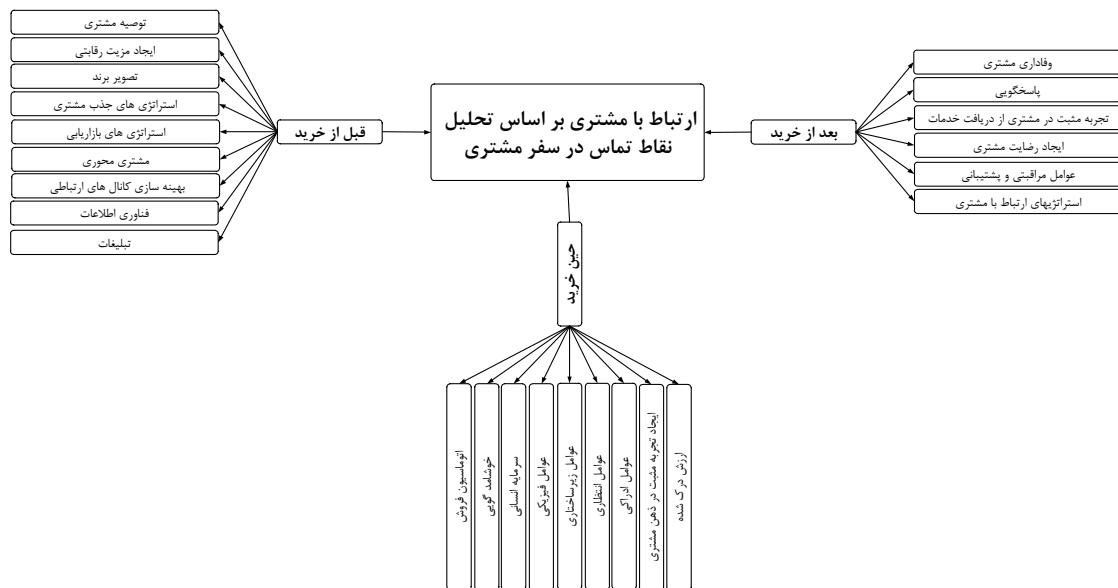 ارتباط با مشتری بر اساس تحلیل
نقاط تماس در سفر مشتری
بعد از خرید
وفاداری مشتری
پاسخگویی
تجربه مثبت در مشتری از دریافت خدمات
ایجاد رضایت مشتری
عوامل مراقبتی و پشتیبانی
استراتژیهای ارتباط با مشتری
قبل از خرید
توصیه مشتری
ایجاد مزیت رقابتی
تصویر برند
استراتژی های جذب مشتری
استراتژی های بازاریابی
مشتری محوری
بهینه سازی کانال های ارتباطی
فناوری اطلاعات
تبلیغات
حین خرید
ارزش درک شده
ایجاد تجربه مثبت در ذهن مشتری
عوامل ادراکی
عوامل انتظاری
عوامل زیرساختاری
عوامل فیزیکی
سرمایه انسانی
خوشامد گویی
اتوماسیون فروش